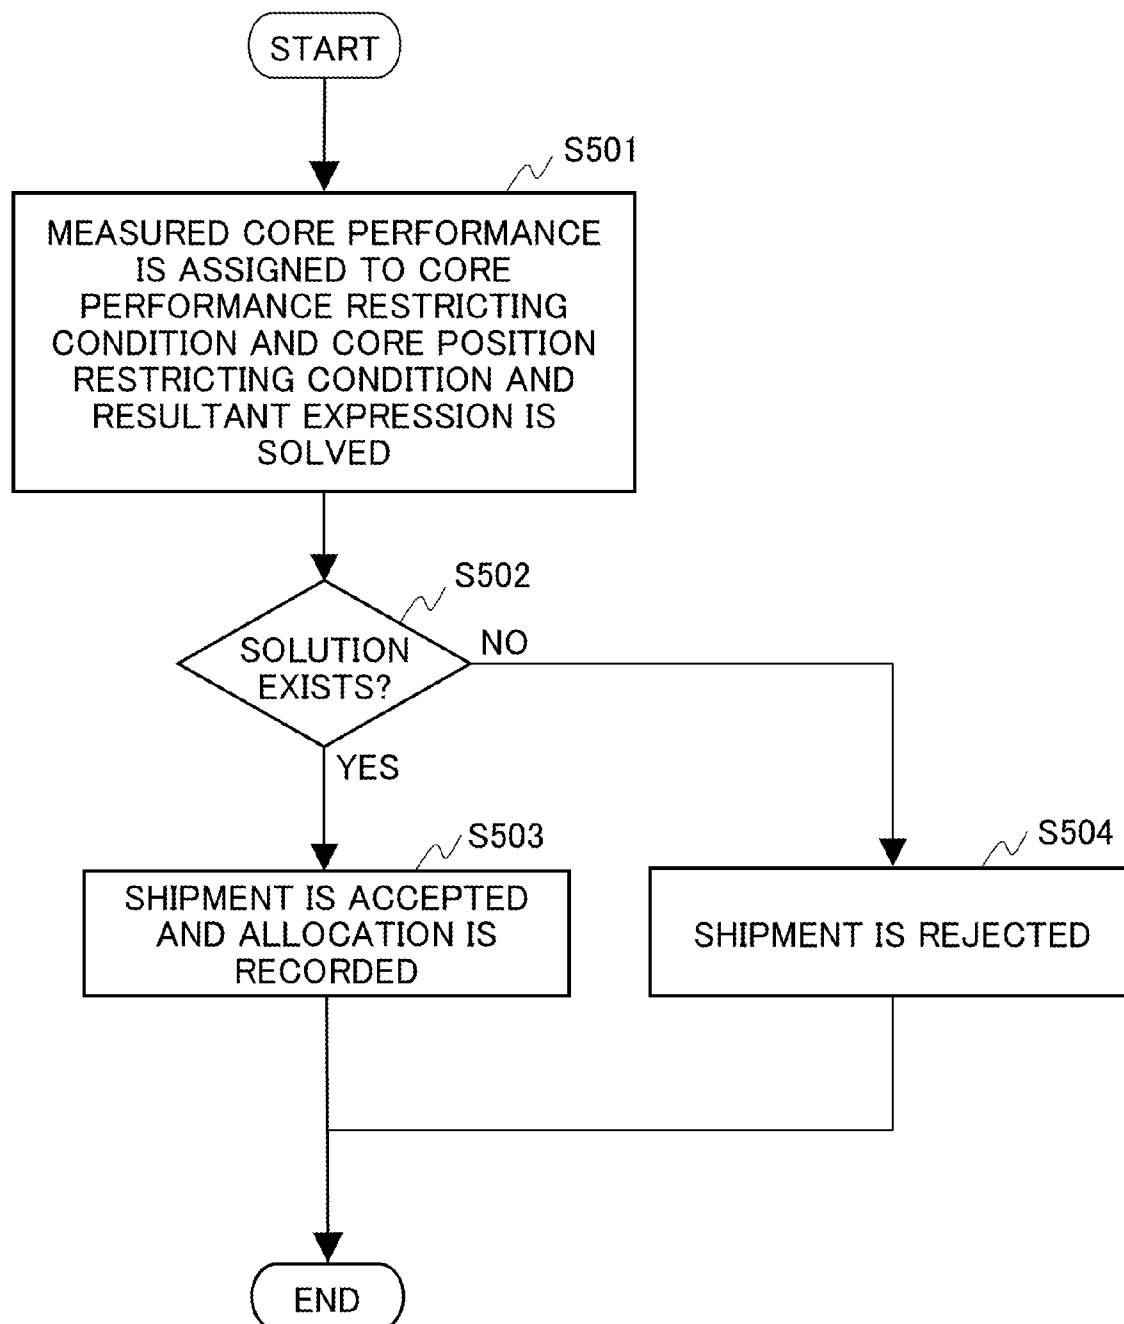 START
S501
MEASURED CORE PERFORMANCE
IS ASSIGNED TO CORE
PERFORMANCE RESTRICTING
CONDITION AND CORE POSITION
RESTRICTING CONDITION AND
RESULTANT EXPRESSION IS
SOLVED
S502
SOLUTION
EXISTS?
NO
YES
S503
SHIPMENT IS ACCEPTED
AND ALLOCATION IS
RECORDED
S504
SHIPMENT IS REJECTED
END